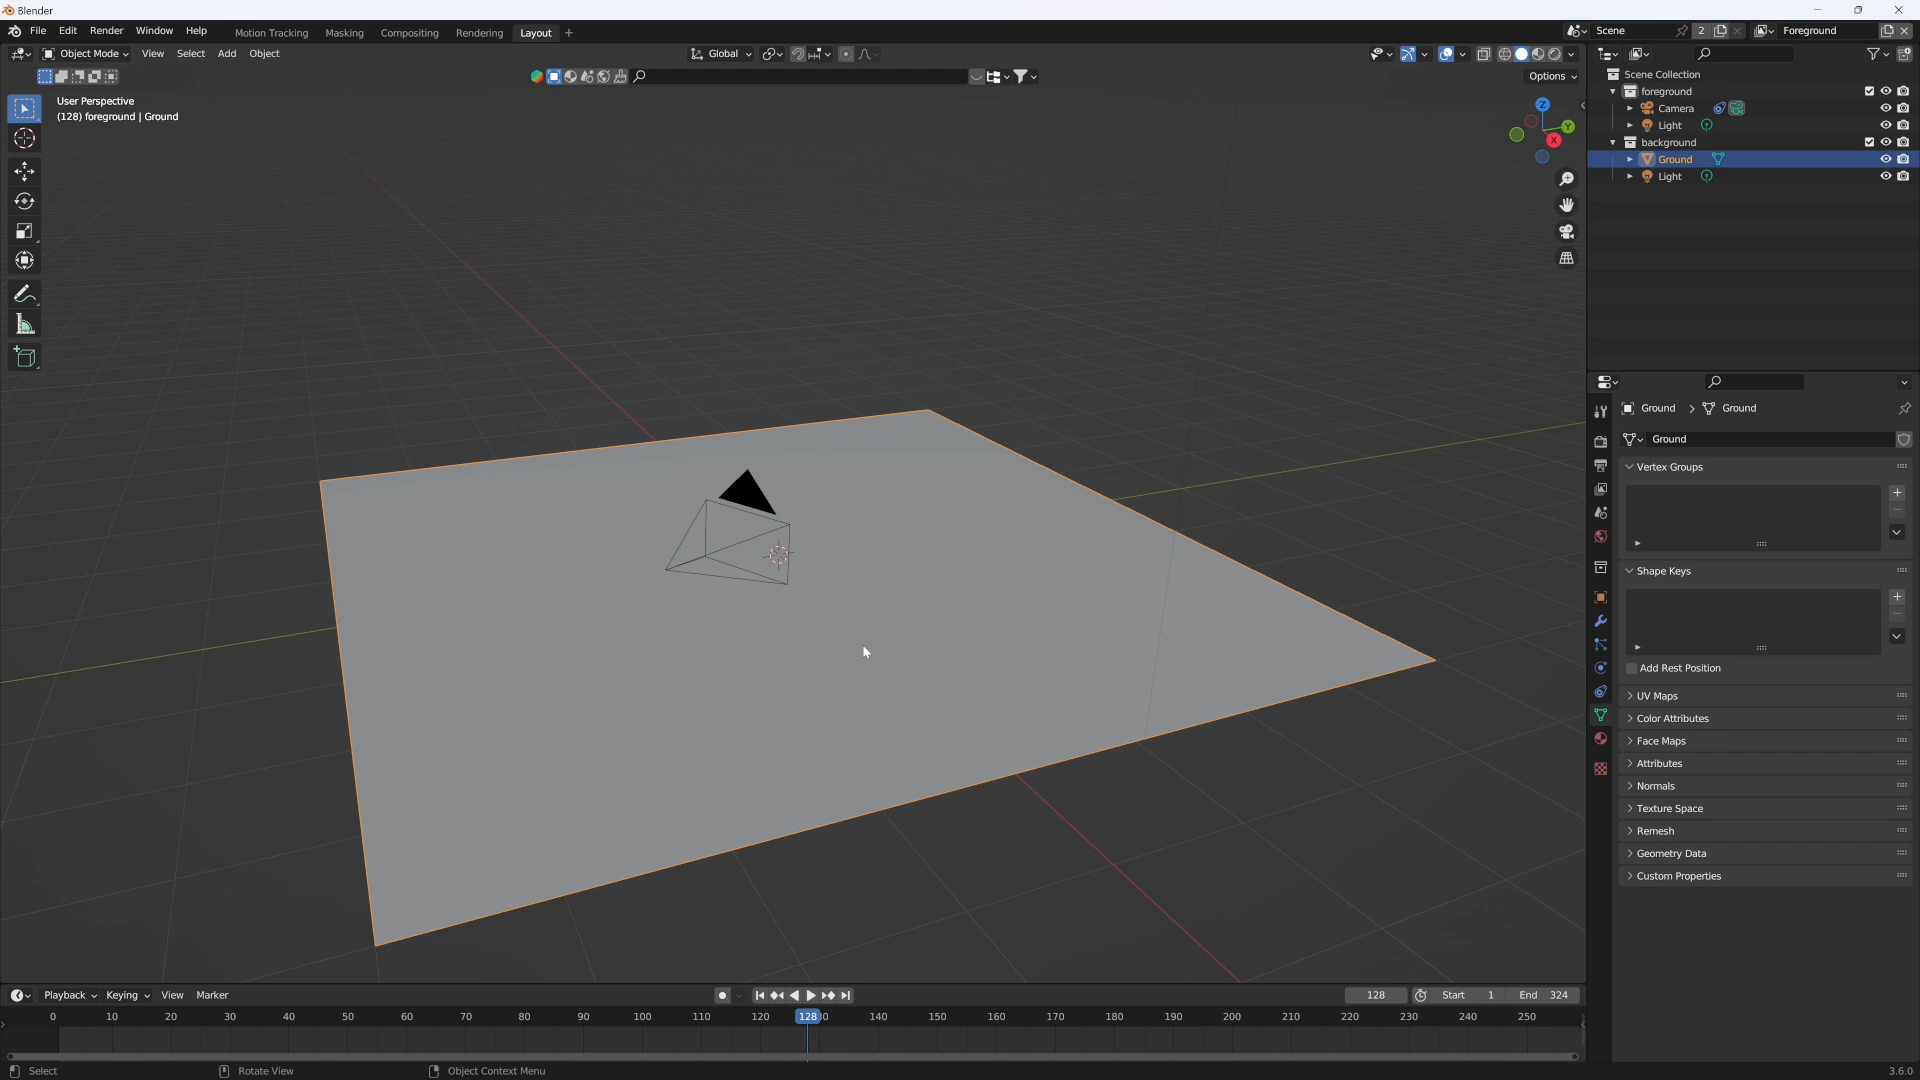 Blender
File Edit Render Window Help Motion Tracking Masking Compositing Rendering Layout + Scene 2 Foreground
Object Mode View Select Add Object Global
Options
User Perspective
(128) foreground | Ground
Z
Y
X
Scene Collection
foreground
Camera
Light
background
Ground
Light
Ground > Ground
Ground
Vertex Groups
Shape Keys
Add Rest Position
UV Maps
Color Attributes
Face Maps
Attributes
Normals
Texture Space
Remesh
Geometry Data
Custom Properties
Playback Keying View Marker 128 Start 1 End 324
0 10 20 30 40 50 60 70 80 90 100 110 120 128 140 150 160 170 180 190 200 210 220 230 240 250
Select Rotate View Object Context Menu 3.6.0